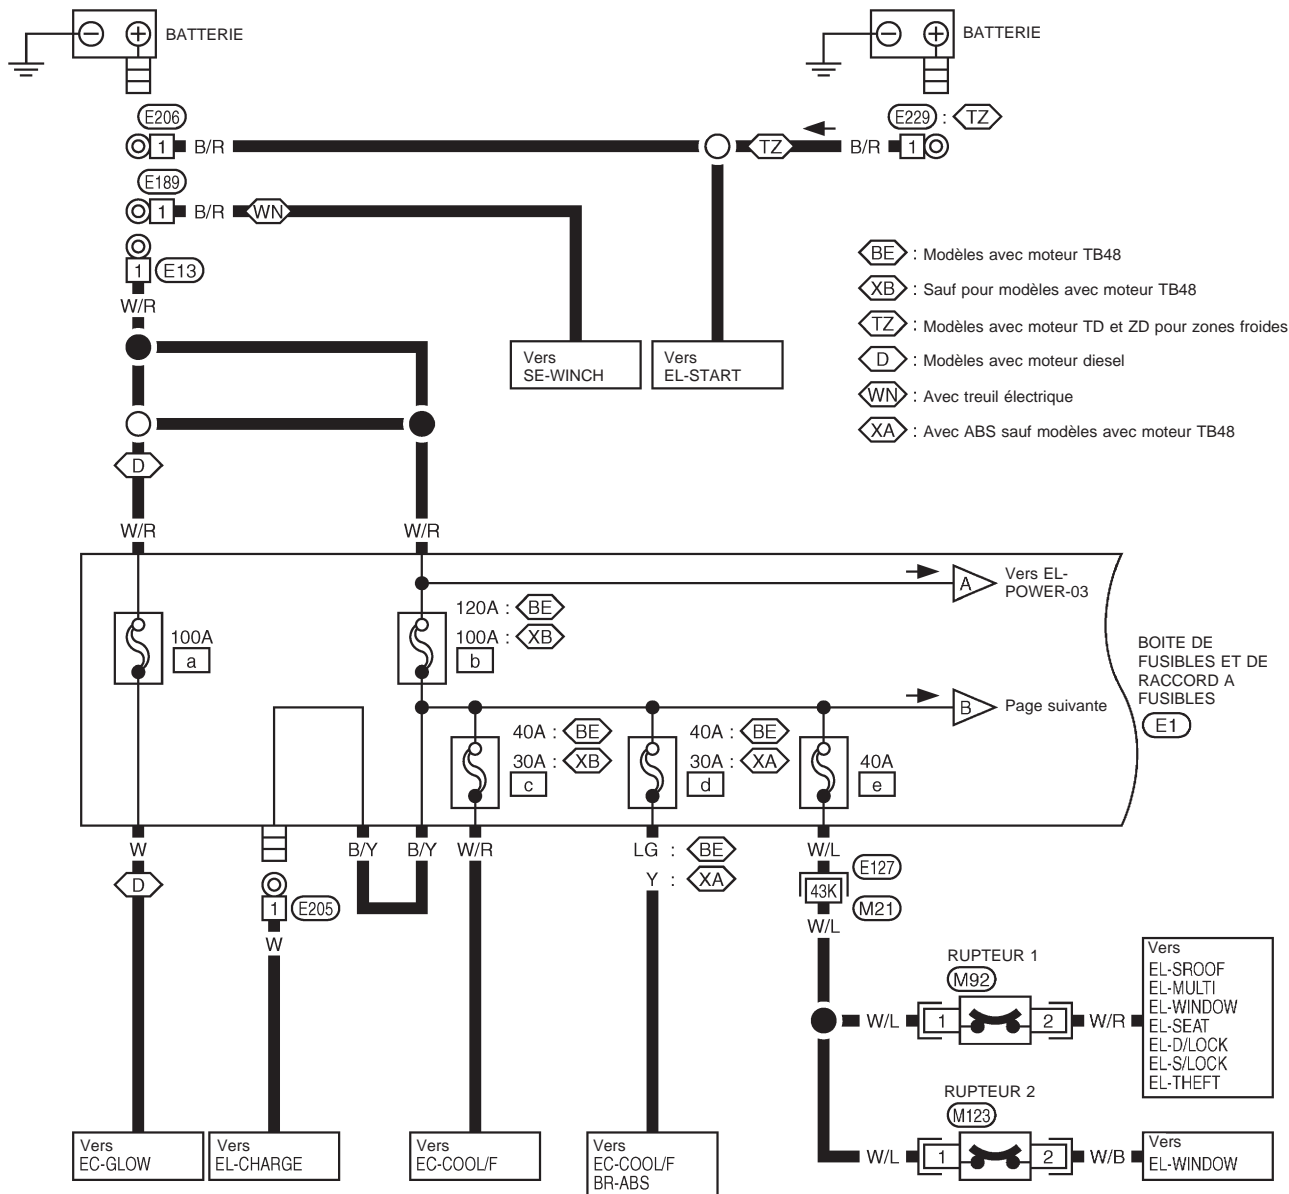 BATTERIE
BATTERIE
E206
E229 : TZ
1 B/R
TZ
B/R 1
E189
1 B/R WN
1 E13
W/R
BE : Modèles avec moteur TB48
XB : Sauf pour modèles avec moteur TB48
TZ : Modèles avec moteur TD et ZD pour zones froides
D : Modèles avec moteur diesel
WN : Avec treuil électrique
XA : Avec ABS sauf modèles avec moteur TB48
Vers
SE-WINCH
Vers
EL-START
D
W/R
W/R
A
Vers EL-
POWER-03
120A : BE
100A : XB
b
100A
a
BOITE DE
FUSIBLES ET DE
RACCORD A
FUSIBLES
E1
B
Page suivante
40A : BE
30A : XB
c
40A : BE
30A : XA
d
40A
e
W
B/Y
B/Y
W/R
LG : BE
Y : XA
W/L
D
1 E205
W
E127
43K
M21
W/L
RUPTEUR 1
M92
W/L 1 2 W/R
Vers
EL-SROOF
EL-MULTI
EL-WINDOW
EL-SEAT
EL-D/LOCK
EL-S/LOCK
EL-THEFT
RUPTEUR 2
M123
W/L 1 2 W/B
Vers
EL-WINDOW
Vers
EC-GLOW
Vers
EL-CHARGE
Vers
EC-COOL/F
Vers
EC-COOL/F
BR-ABS